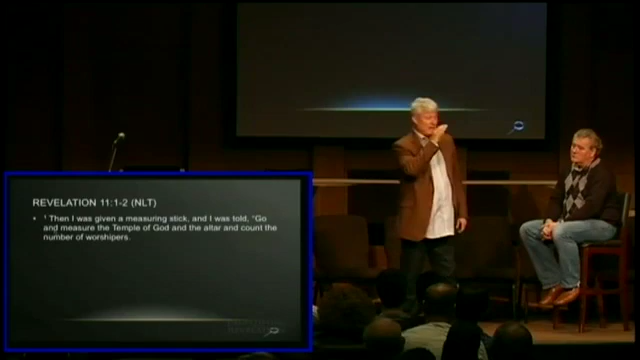 REVELATION 11:1-2 (NLT)
• ¹ Then I was given a measuring stick, and I was told, "Go
and measure the Temple of God and the altar and count the
number of worshipers.